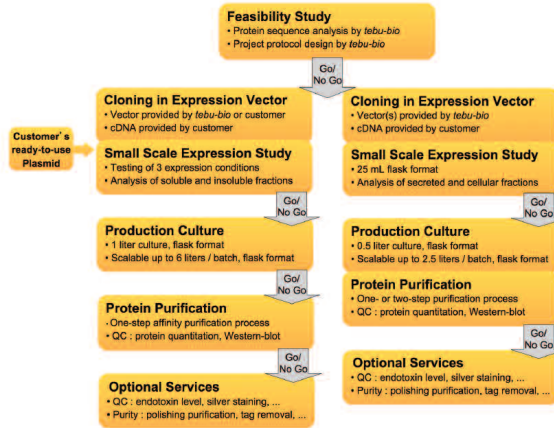 Feasibility Study
• Protein sequence analysis by tebu-bio
• Project protocol design by tebu-bio
Go/
No Go
Cloning in Expression Vector
• Vector provided by tebu-bio or customer
• cDNA provided by customer
Customer`s
ready-to-use
Plasmid
Small Scale Expression Study
• Testing of 3 expression conditions
• Analysis of soluble and insoluble fractions
Go/
No Go
Production Culture
• 1 liter culture, flask format
• Scalable up to 6 liters / batch, flask format
Go/
No Go
Protein Purification
• One-step affinity purification process
• QC : protein quantitation, Western-blot
Go/
No Go
Optional Services
• QC : endotoxin level, silver staining, ...
• Purity : polishing purification, tag removal, ...
Cloning in Expression Vector
• Vector(s) provided by tebu-bio
• cDNA provided by customer
Small Scale Expression Study
• 25 mL flask format
• Analysis of secreted and cellular fractions
Go/
No Go
Production Culture
• 0.5 liter culture, flask format
• Scalable up to 2.5 liters / batch, flask format
Protein Purification
• One- or two-step purification process
• QC : protein quantitation, Western-blot
Go/
No Go
Optional Services
• QC : endotoxin level, silver staining, ...
• Purity : polishing purification, tag removal, ...